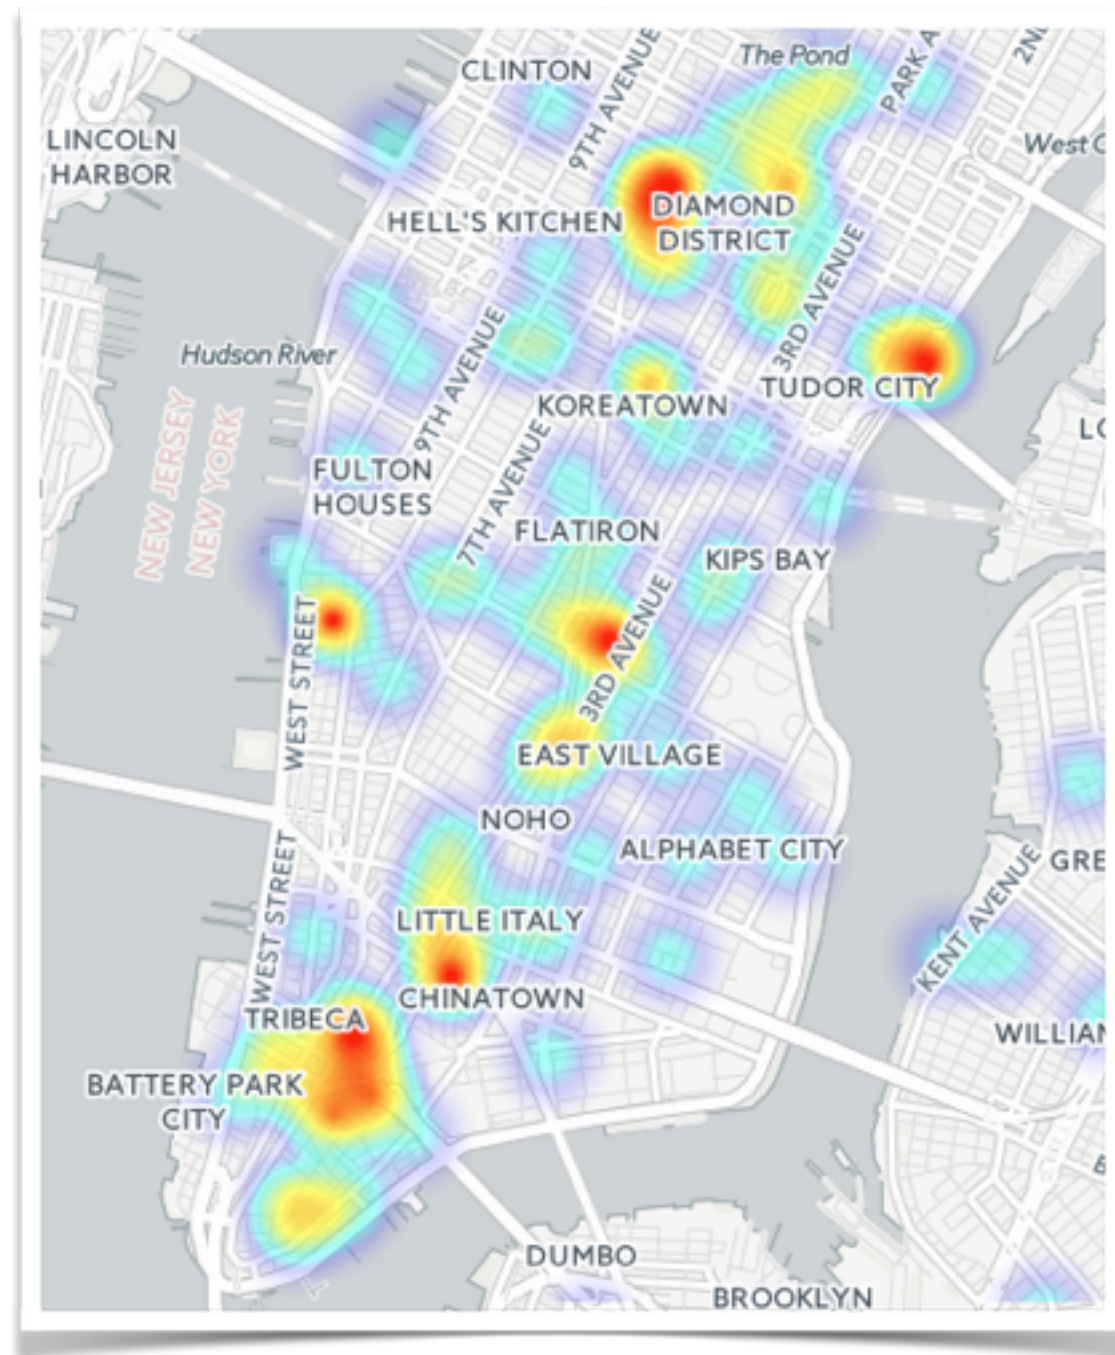 CLINTON
9TH AVENUE
The Pond
PARK A
2N
LINCOLN
HARBOR
West
HELL'S KITCHEN
DIAMOND
DISTRICT
3RD AVENUE
Hudson River
9TH AVENUE
TUDOR CITY
KOREATOWN
NEW JERSEY
NEW YORK
FULTON
HOUSES
7TH AVENUE
FLATIRON
KIPS BAY
WEST STREET
3RD AVENUE
EAST VILLAGE
NOHO
ALPHABET CITY
GRE
WEST STREET
LITTLE ITALY
KENT AVENUE
CHINATOWN
TRIBECA
WILLIAM
BATTERY PARK
CITY
DUMBO
BROOKLYN